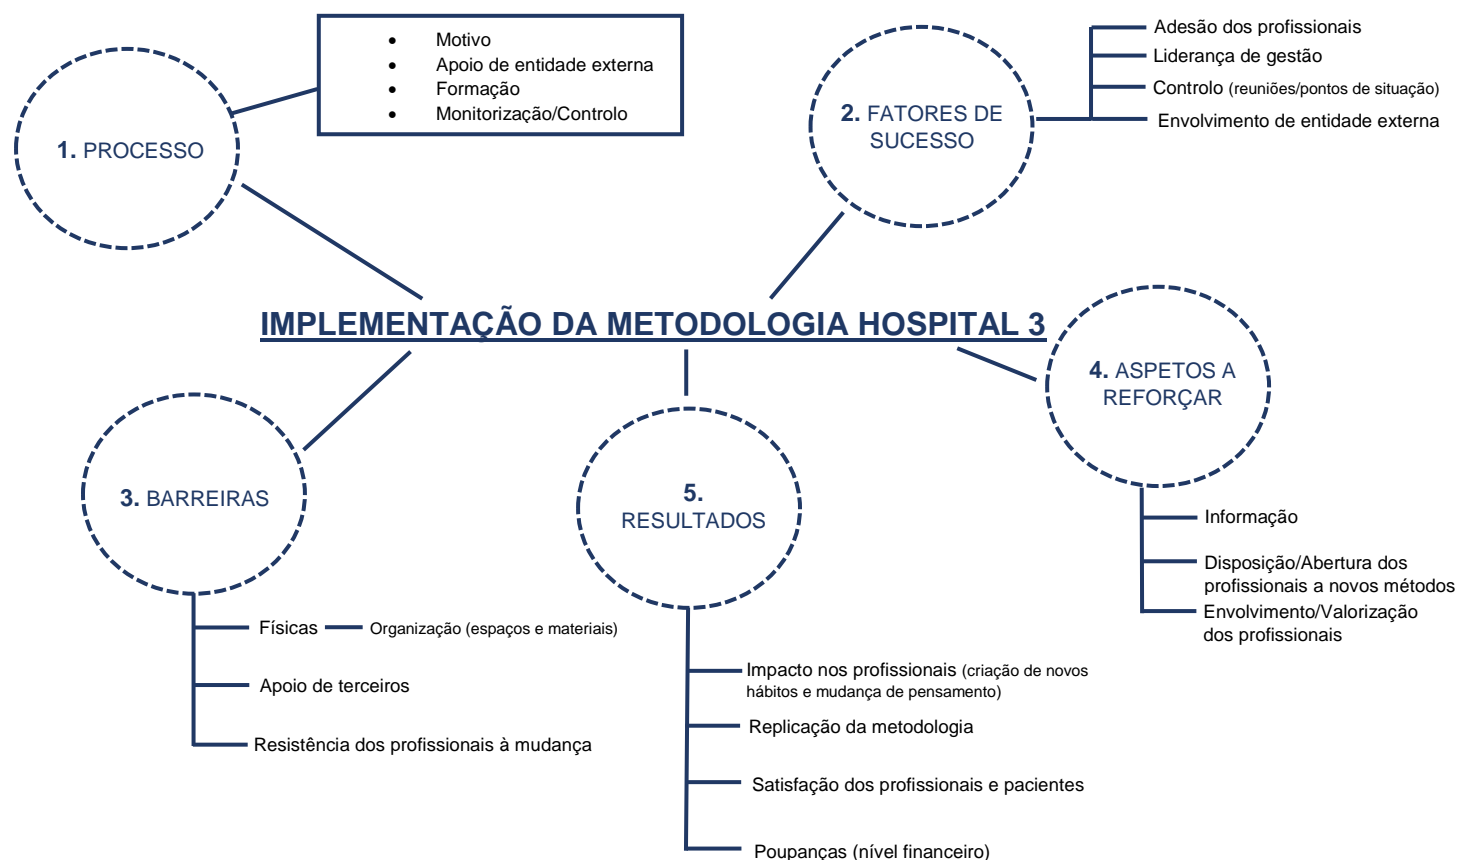 • Motivo
• Apoio de entidade externa
• Formação
• Monitorização/Controlo
1. PROCESSO
2. FATORES DE
SUCESSO
Adesão dos profissionais
Liderança de gestão
Controlo (reuniões/pontos de situação)
Envolvimento de entidade externa
IMPLEMENTAÇÃO DA METODOLOGIA HOSPITAL 3
3. BARREIRAS
Físicas
Organização (espaços e materiais)
Apoio de terceiros
Resistência dos profissionais à mudança
5.
RESULTADOS
Impacto nos profissionais (criação de novos
hábitos e mudança de pensamento)
Replicação da metodologia
Satisfação dos profissionais e pacientes
Poupanças (nível financeiro)
4. ASPETOS A
REFORÇAR
Informação
Disposição/Abertura dos
profissionais a novos métodos
Envolvimento/Valorização
dos profissionais